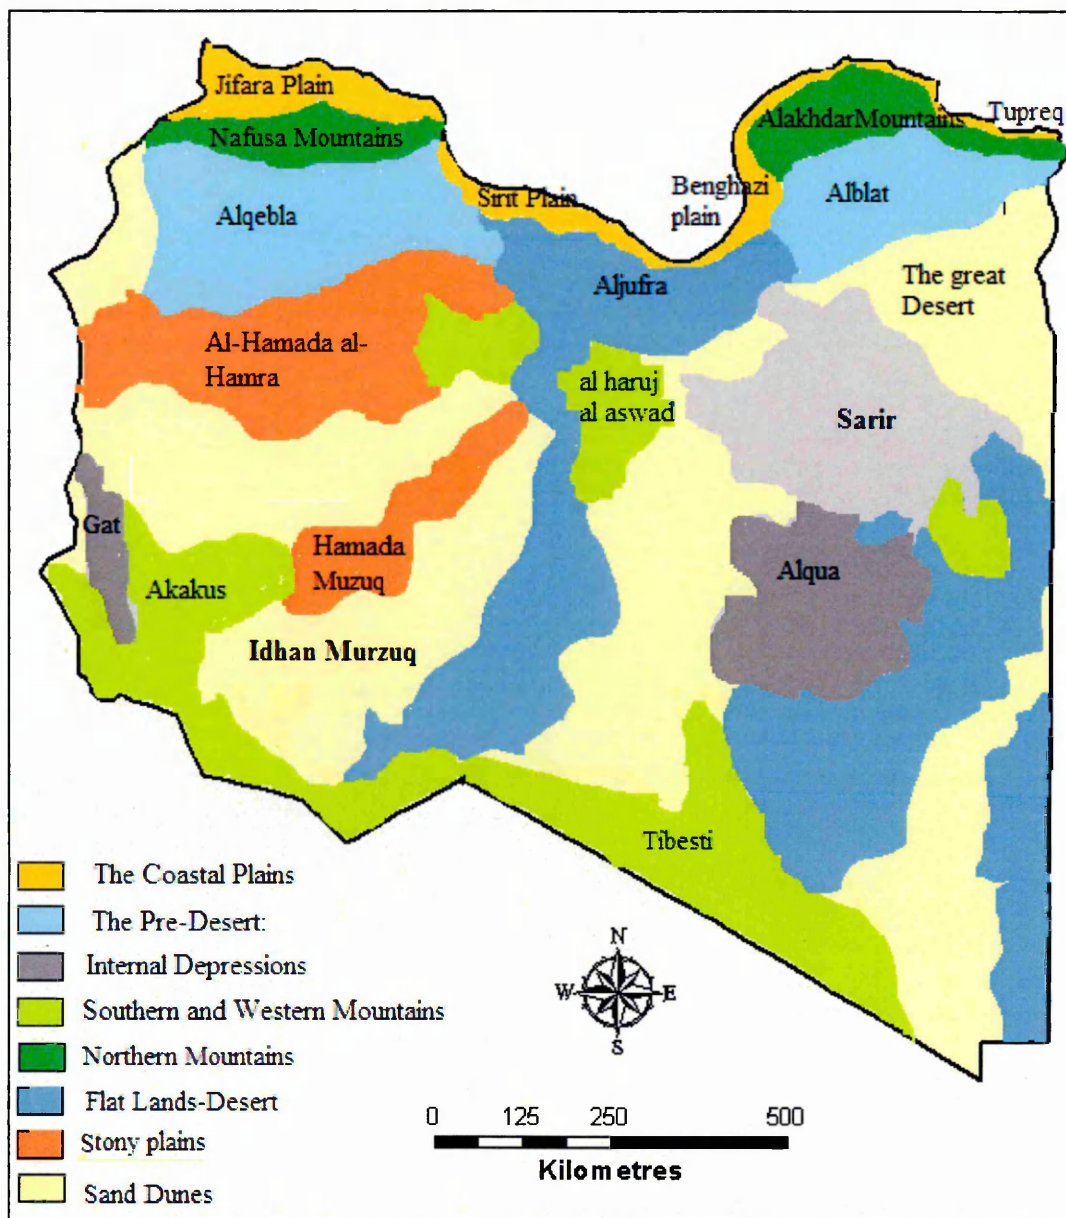 Jifara Plain
Nafusa Mountains
AlakhdarMountains
Tupreq
Sirit Plain
Benghazi
plain
Alqebla
Alblat
Aljufra
The great
Desert
Al-Hamada al-
Hamra
al haruj
al aswad
Sarir
Gat
Hamada
Muzuq
Akakus
Alqua
Idhan Murzuq
Tibesti
The Coastal Plains
The Pre-Desert:
Internal Depressions
Southern and Western Mountains
Northern Mountains
Flat Lands-Desert
Stony plains
Sand Dunes
N
W E
S
0 125 250 500
Kilometres